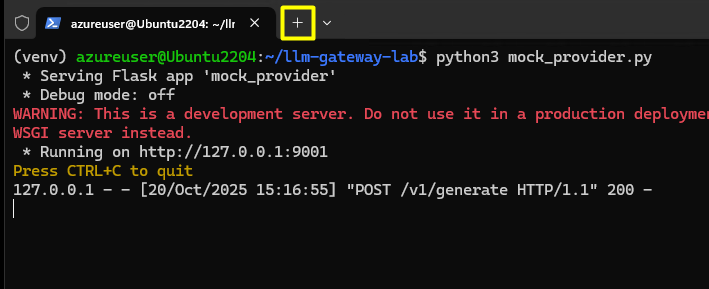 azureuser@Ubuntu2204: ~/llm
(venv) azureuser@Ubuntu2204:~/llm-gateway-lab$ python3 mock_provider.py
 * Serving Flask app 'mock_provider'
 * Debug mode: off
WARNING: This is a development server. Do not use it in a production deployme
WSGI server instead.
 * Running on http://127.0.0.1:9001
Press CTRL+C to quit
127.0.0.1 - - [20/Oct/2025 15:16:55] "POST /v1/generate HTTP/1.1" 200 -